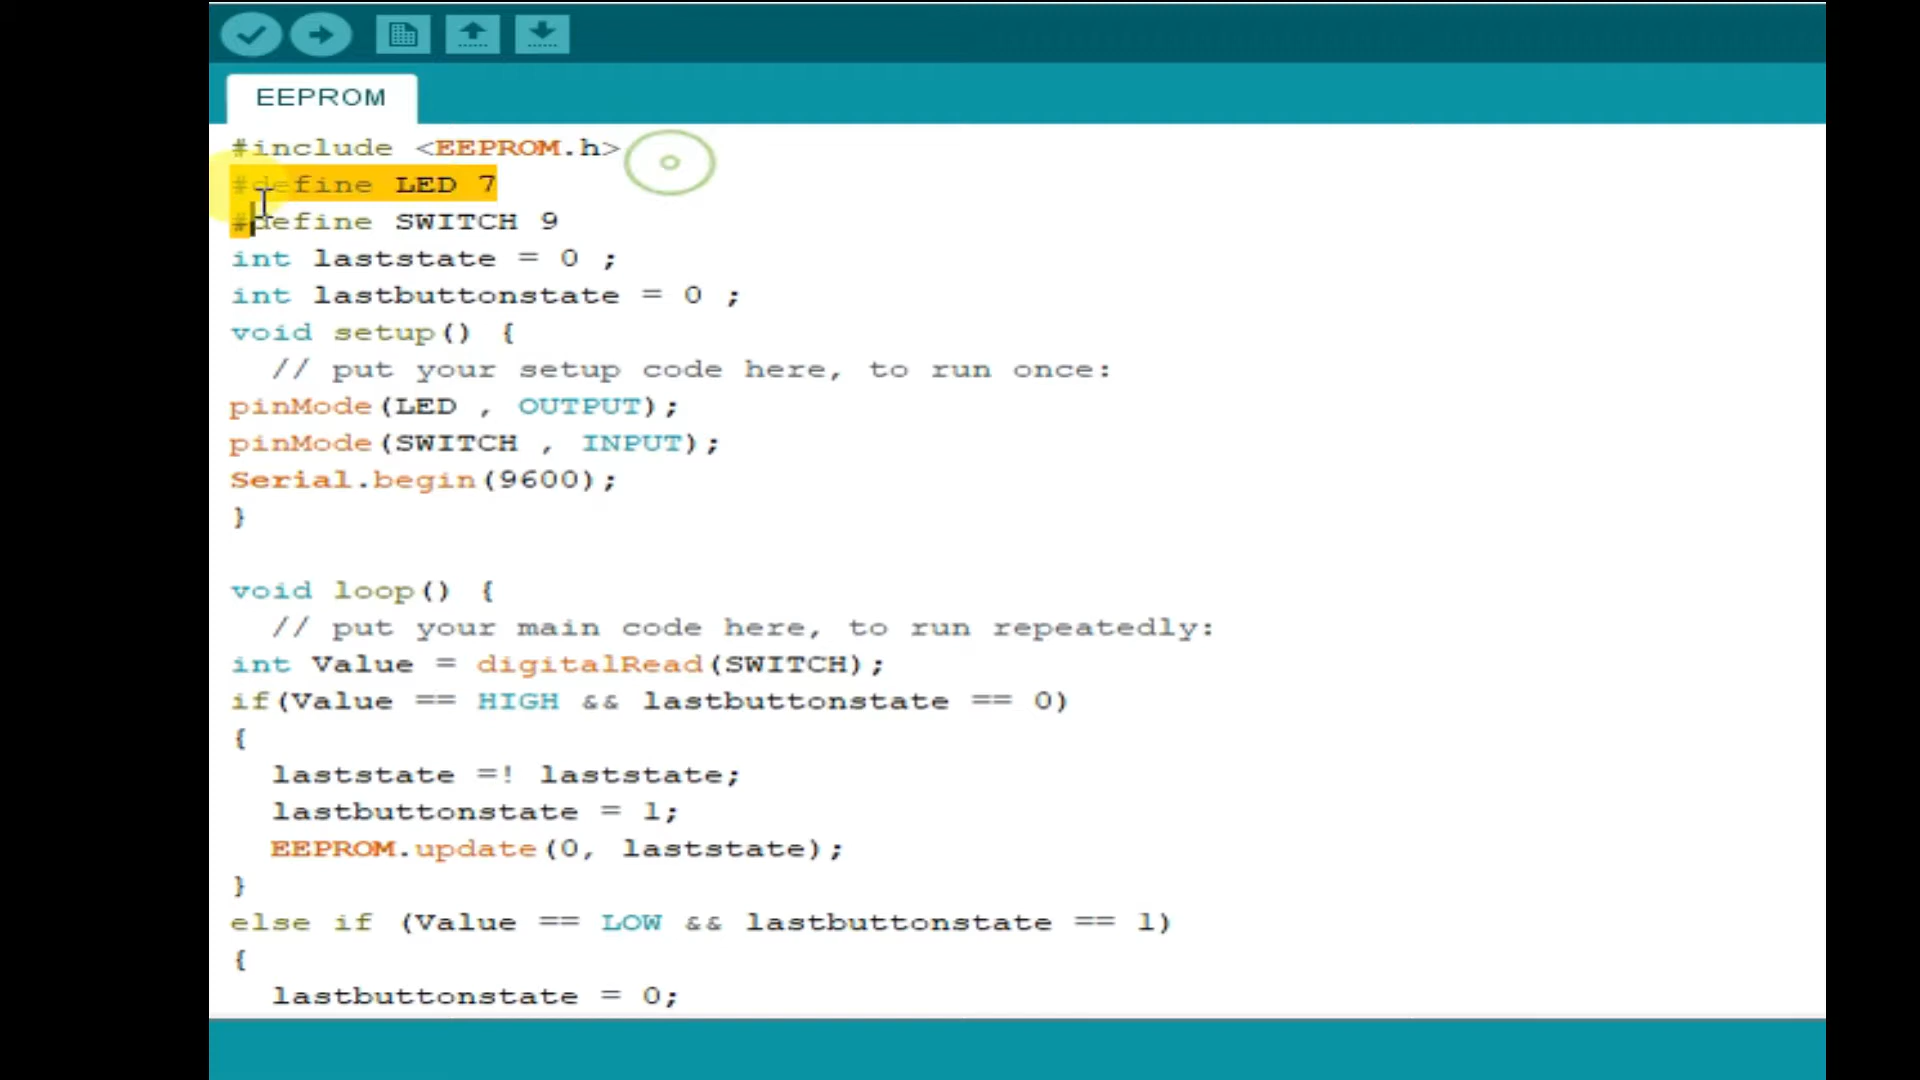 EEPROM
#include <EEPROM.h>
#define LED 7
#define SWITCH 9
int laststate = 0 ;
int lastbuttonstate = 0 ;
void setup() {
  // put your setup code here, to run once:
pinMode(LED , OUTPUT);
pinMode(SWITCH , INPUT);
Serial.begin(9600);
}
void loop() {
  // put your main code here, to run repeatedly:
int Value = digitalRead(SWITCH);
if(Value == HIGH && lastbuttonstate == 0)
{
  laststate =! laststate;
  lastbuttonstate = 1;
  EEPROM.update(0, laststate);
}
else if (Value == LOW && lastbuttonstate == 1)
{
  lastbuttonstate = 0;